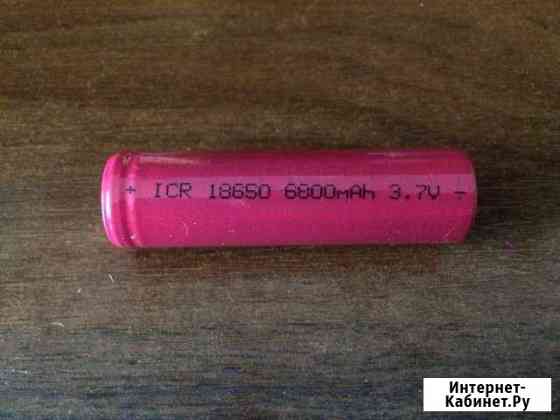 + ICR 18650 6800mAh 3.7V -
Интернет-
Кабинет.Ру